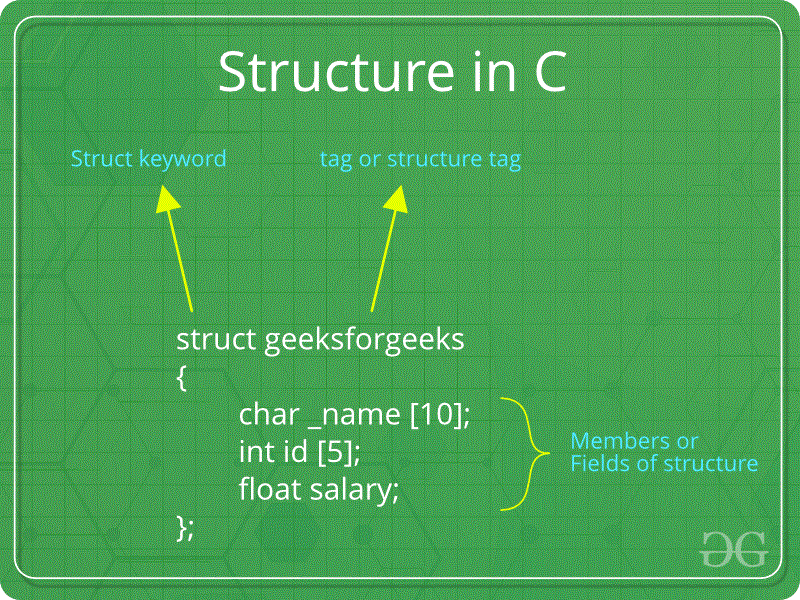 Structure in C
Struct keyword
tag or structure tag
struct geeksforgeeks
{
char _name [10];
int id [5];
float salary;
};
Members or
Fields of structure